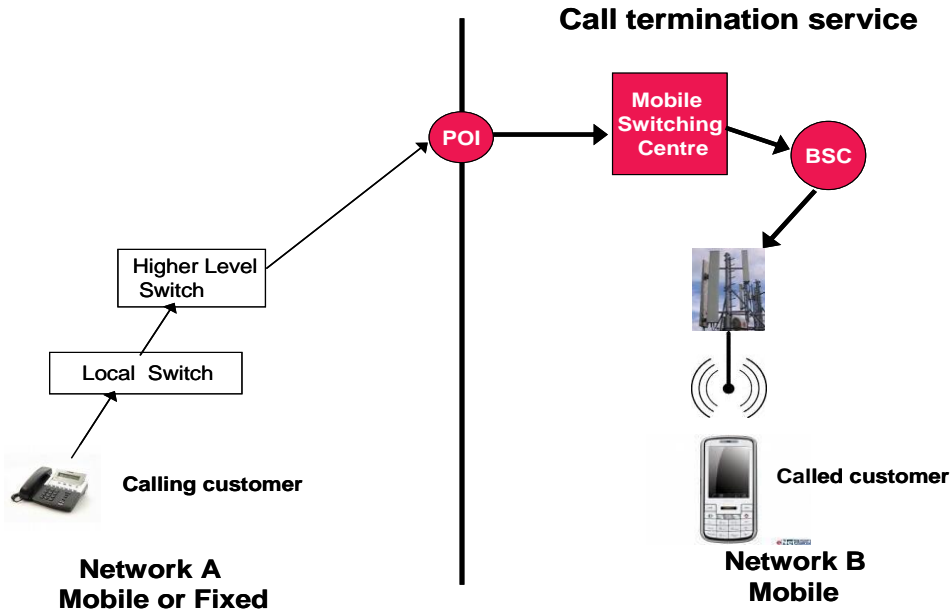 Call termination service
Mobile
Switching
Centre
POI
BSC
Higher Level
Switch
Local Switch
Calling customer
Called customer
Network A
Mobile or Fixed
Network B
Mobile